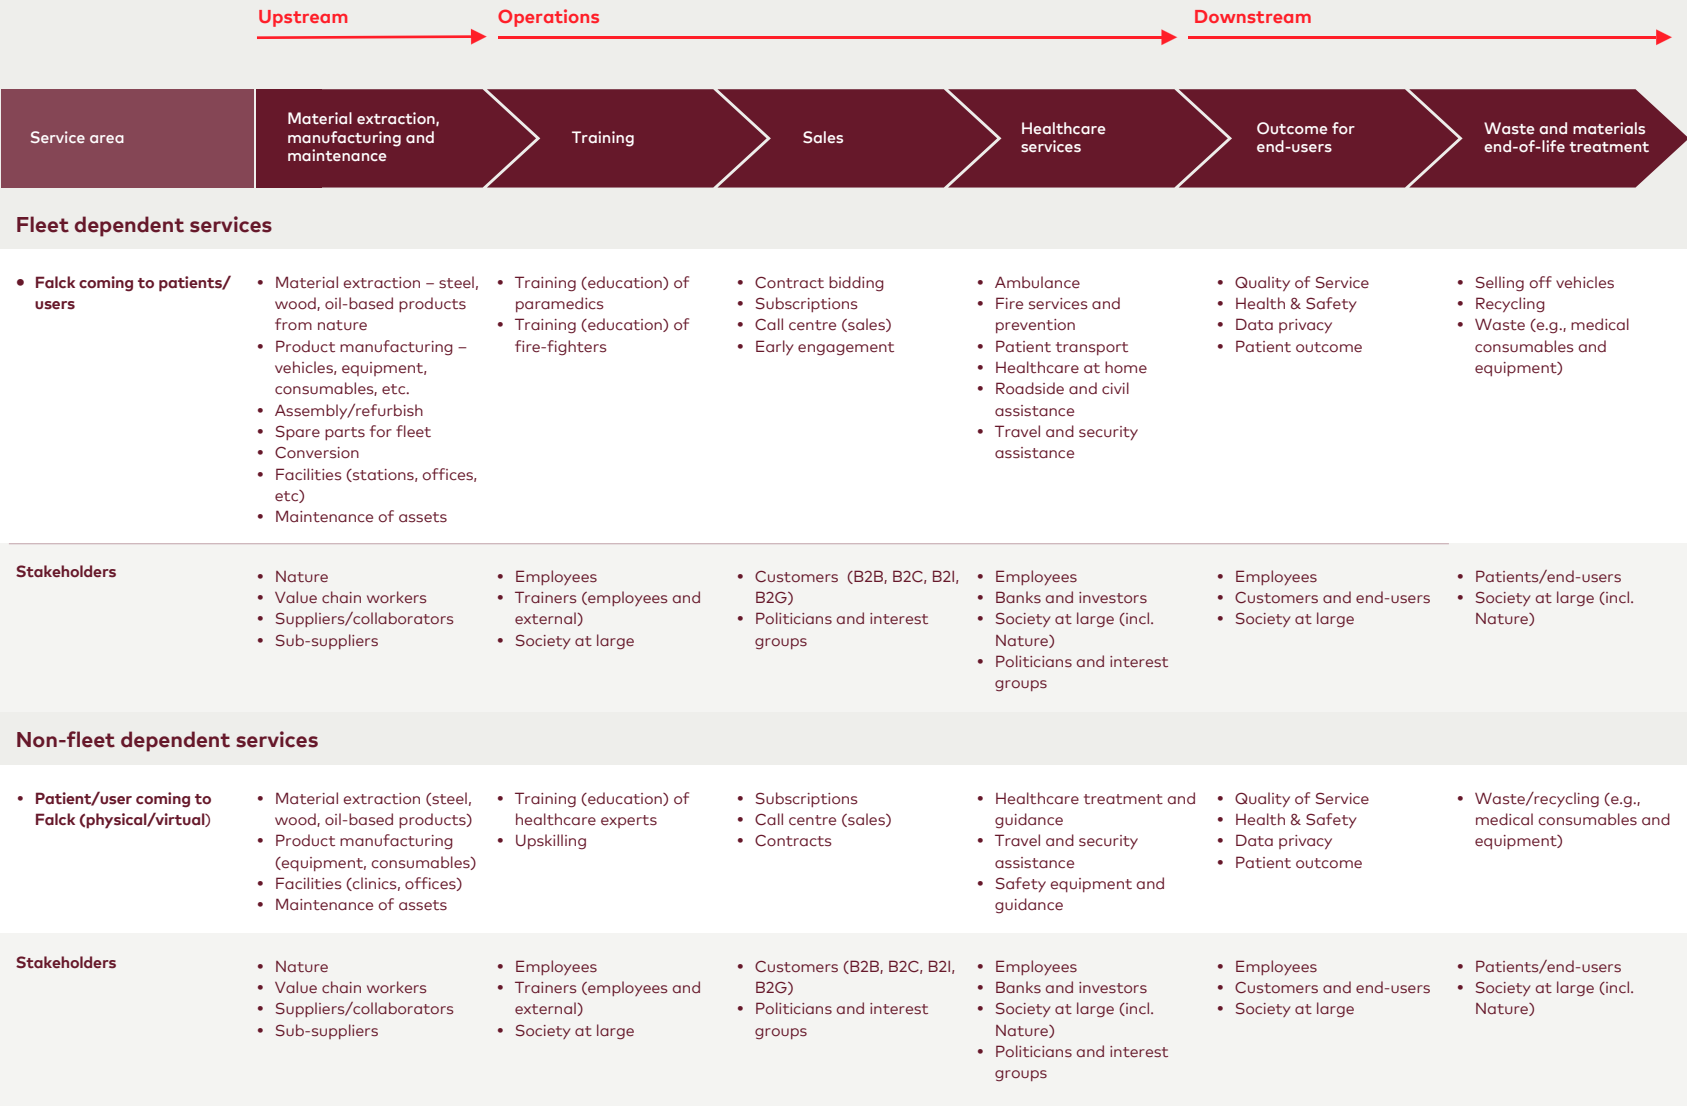 Upstream
Operations
Downstream
Service area
Material extraction,
manufacturing and
maintenance
Training
Sales
Healthcare
services
Outcome for
end-users
Waste and materials
end-of-life treatment
Fleet dependent services
• Falck coming to patients/
users
• Material extraction – steel,
wood, oil-based products
from nature
• Product manufacturing –
vehicles, equipment,
consumables, etc.
• Assembly/refurbish
• Spare parts for fleet
• Conversion
• Facilities (stations, offices,
etc)
• Maintenance of assets
• Training (education) of
paramedics
• Training (education) of
fire-fighters
• Contract bidding
• Subscriptions
• Call centre (sales)
• Early engagement
• Ambulance
• Fire services and
prevention
• Patient transport
• Healthcare at home
• Roadside and civil
assistance
• Travel and security
assistance
• Quality of Service
• Health & Safety
• Data privacy
• Patient outcome
• Selling off vehicles
• Recycling
• Waste (e.g., medical
consumables and
equipment)
Stakeholders
• Nature
• Value chain workers
• Suppliers/collaborators
• Sub-suppliers
• Employees
• Trainers (employees and
external)
• Society at large
• Customers (B2B, B2C, B2I,
B2G)
• Politicians and interest
groups
• Employees
• Banks and investors
• Society at large (incl.
Nature)
• Politicians and interest
groups
• Employees
• Customers and end-users
• Society at large
• Patients/end-users
• Society at large (incl.
Nature)
Non-fleet dependent services
• Patient/user coming to
Falck (physical/virtual)
• Material extraction (steel,
wood, oil-based products)
• Product manufacturing
(equipment, consumables)
• Facilities (clinics, offices)
• Maintenance of assets
• Training (education) of
healthcare experts
• Upskilling
• Subscriptions
• Call centre (sales)
• Contracts
• Healthcare treatment and
guidance
• Travel and security
assistance
• Safety equipment and
guidance
• Quality of Service
• Health & Safety
• Data privacy
• Patient outcome
• Waste/recycling (e.g.,
medical consumables and
equipment)
Stakeholders
• Nature
• Value chain workers
• Suppliers/collaborators
• Sub-suppliers
• Employees
• Trainers (employees and
external)
• Society at large
• Customers (B2B, B2C, B2I,
B2G)
• Politicians and interest
groups
• Employees
• Banks and investors
• Society at large (incl.
Nature)
• Politicians and interest
groups
• Employees
• Customers and end-users
• Society at large
• Patients/end-users
• Society at large (incl.
Nature)